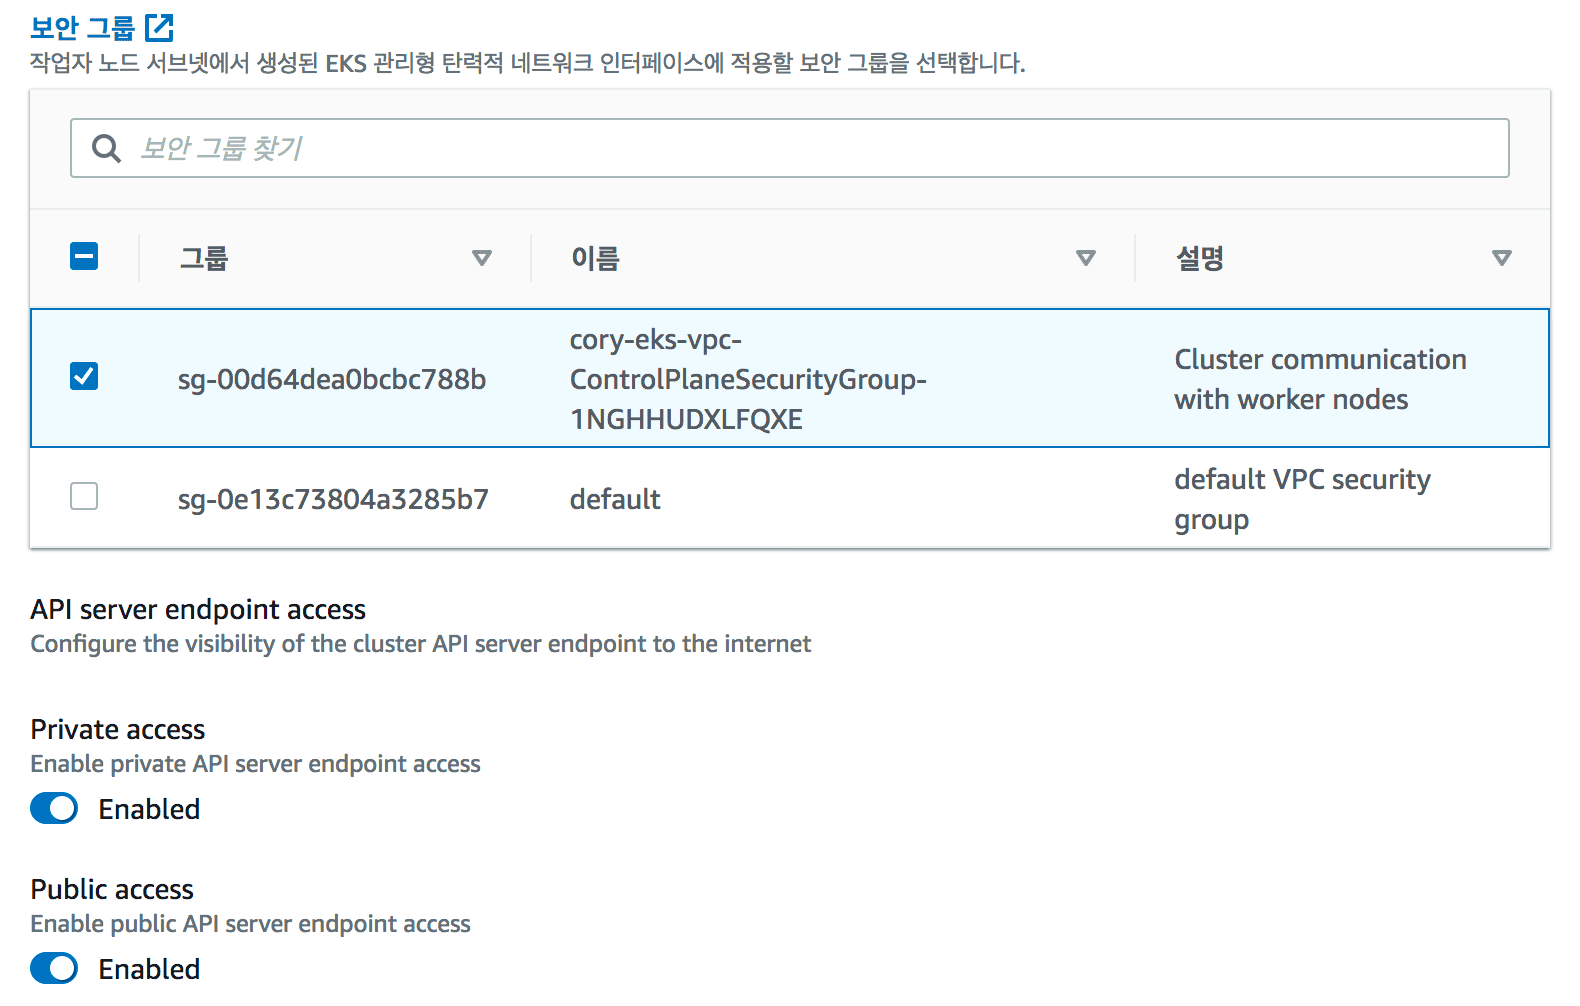 보안 그룹
작업자 노드 서브넷에서 생성된 EKS 관리형 탄력적 네트워크 인터페이스에 적용할 보안 그룹을 선택합니다.
보안 그룹 찾기
그룹 이름 설명
sg-00d64dea0bcbc788b
cory-eks-vpc-
ControlPlaneSecurityGroup-
1NGHHUDXLFQXE
Cluster communication
with worker nodes
sg-0e13c73804a3285b7
default
default VPC security
group
API server endpoint access
Configure the visibility of the cluster API server endpoint to the internet
Private access
Enable private API server endpoint access
Enabled
Public access
Enable public API server endpoint access
Enabled